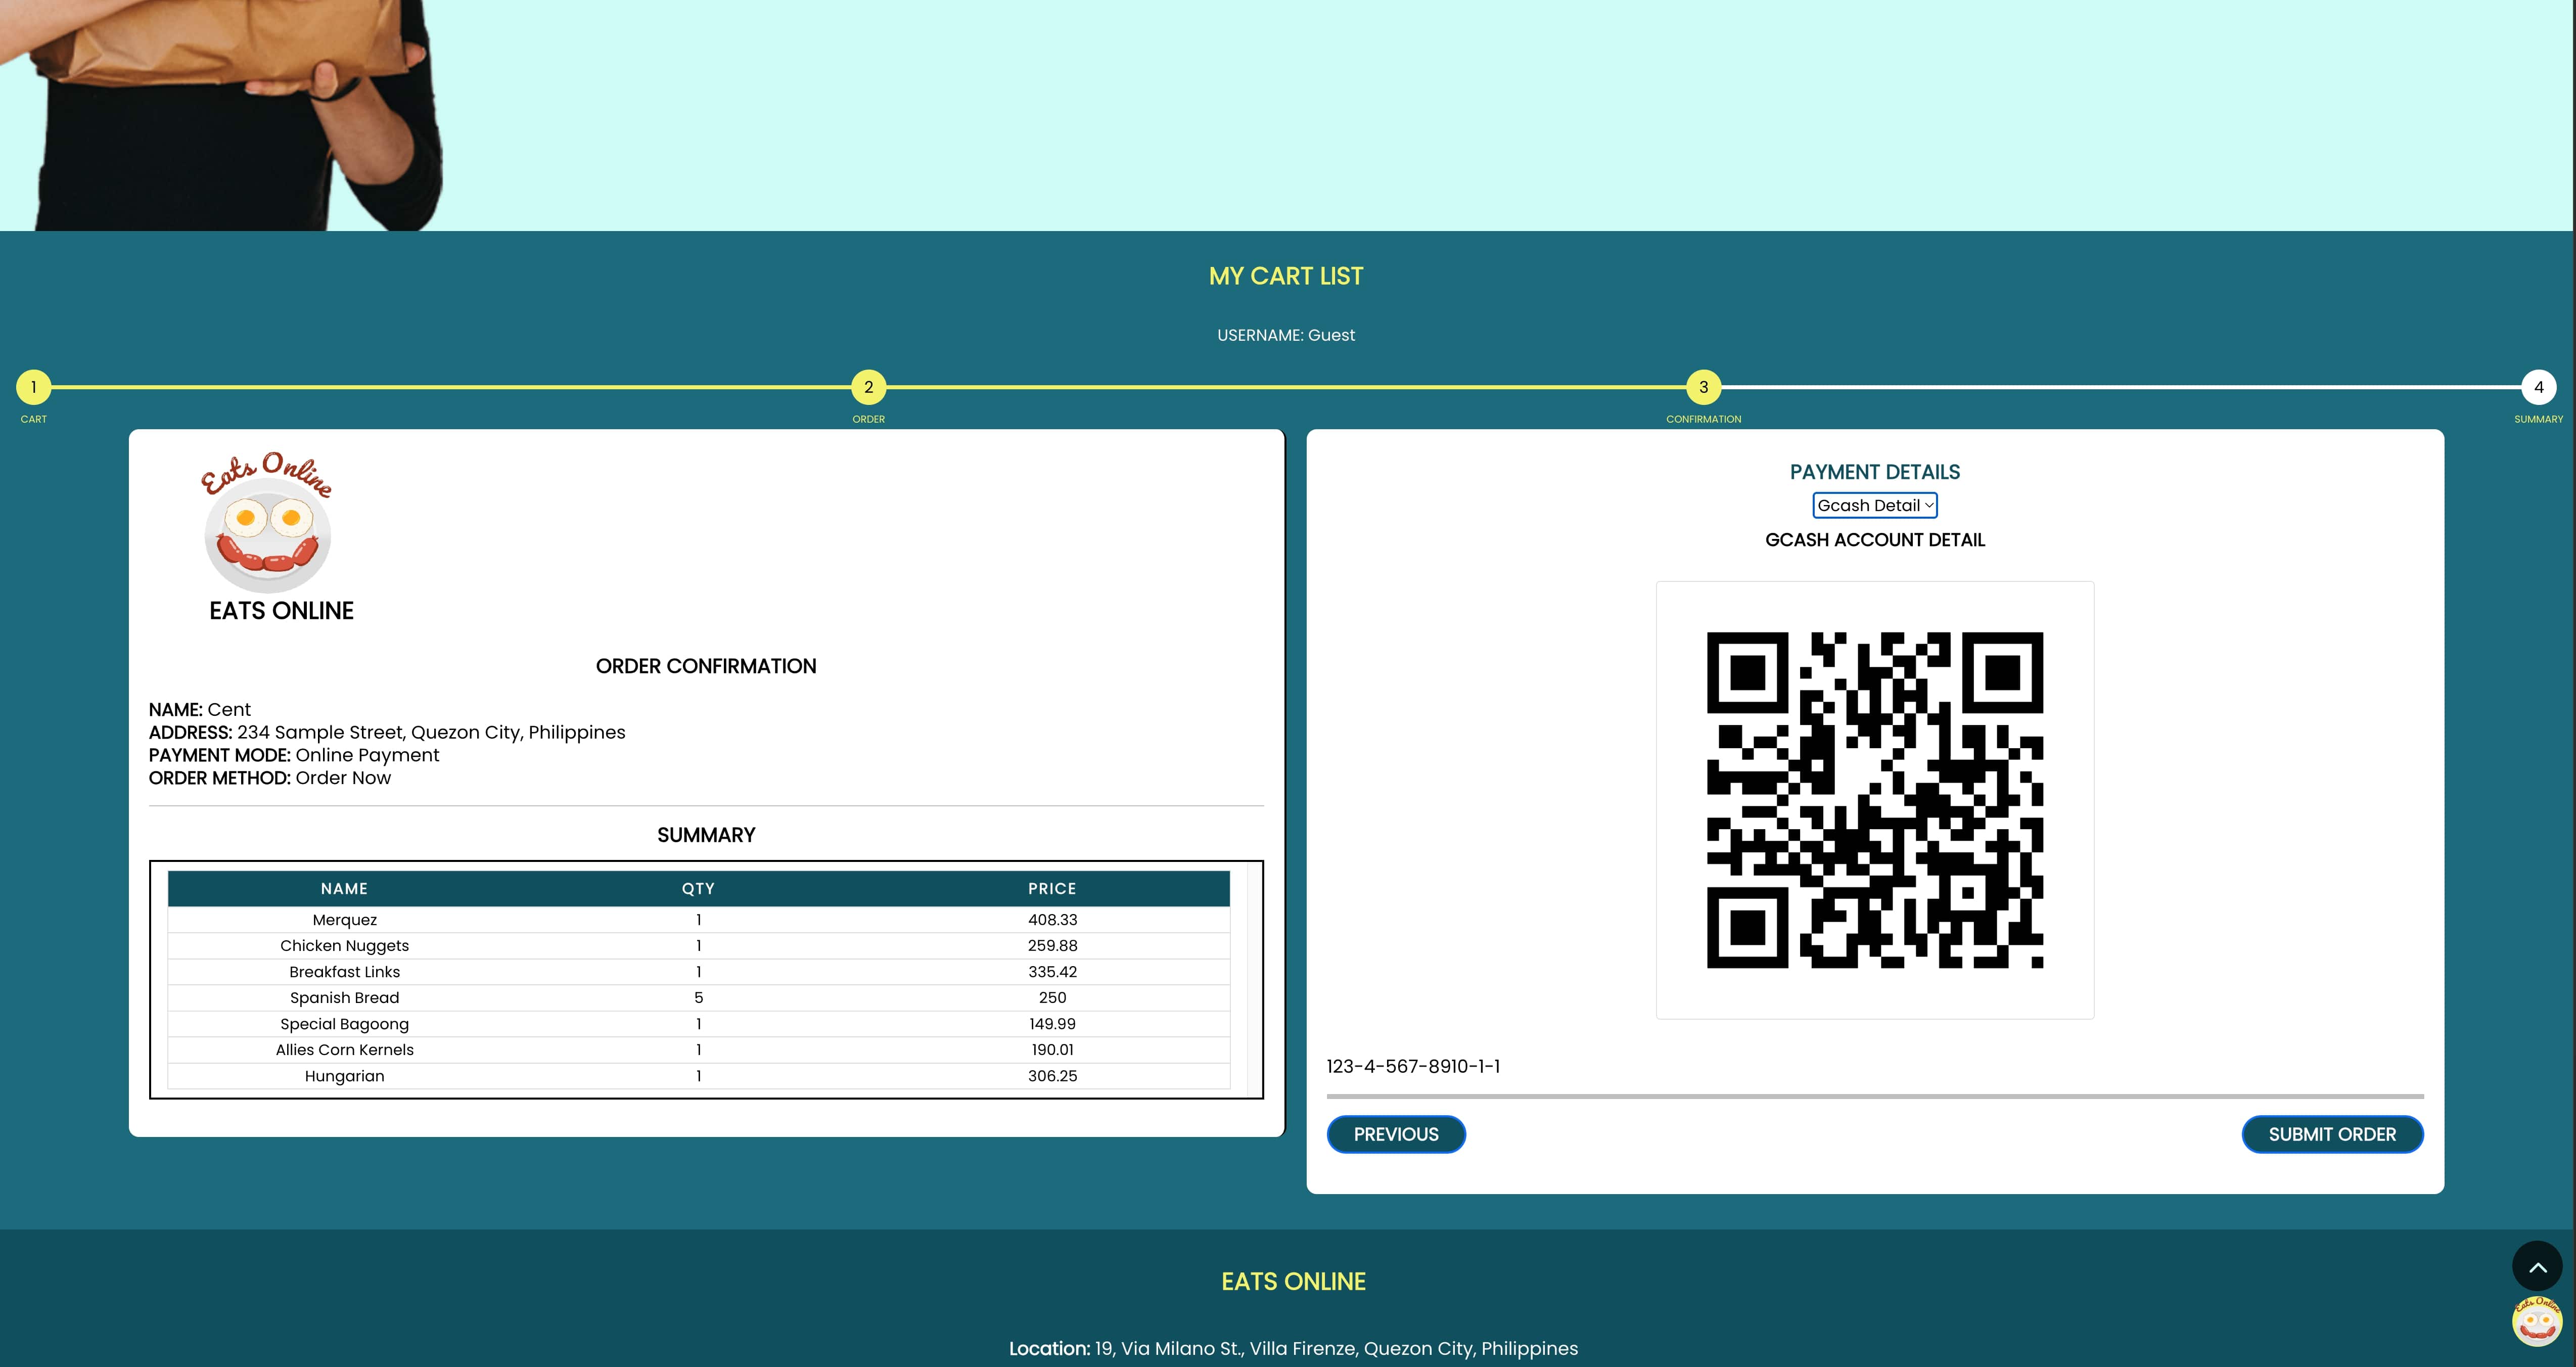 MY CART LIST
USERNAME: Guest
1
2
3
4
CART
ORDER
CONFIRMATION
SUMMARY
Eats Online
EATS ONLINE
ORDER CONFIRMATION
NAME: Cent
ADDRESS: 234 Sample Street, Quezon City, Philippines
PAYMENT MODE: Online Payment
ORDER METHOD: Order Now
SUMMARY
NAME QTY PRICE
Merquez 1 408.33
Chicken Nuggets 1 259.88
Breakfast Links 1 335.42
Spanish Bread 5 250
Special Bagoong 1 149.99
Allies Corn Kernels 1 190.01
Hungarian 1 306.25
PAYMENT DETAILS
Gcash Detail
GCASH ACCOUNT DETAIL
123-4-567-8910-1-1
PREVIOUS
SUBMIT ORDER
EATS ONLINE
Location: 19, Via Milano St., Villa Firenze, Quezon City, Philippines
Eats Online